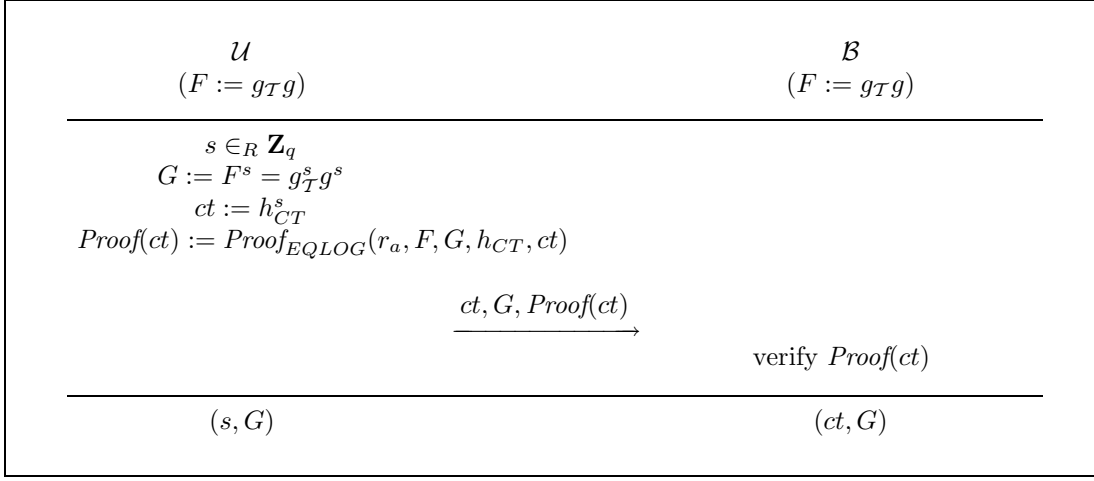 𝒰 ℬ
(F := g_𝒯 g) (F := g_𝒯 g)
s ∈_R Z_q
G := F^s = g_𝒯^s g^s
ct := h_{CT}^s
Proof(ct) := Proof_{EQLOG}(r_a, F, G, h_{CT}, ct)
ct, G, Proof(ct)
verify Proof(ct)
(s, G) (ct, G)